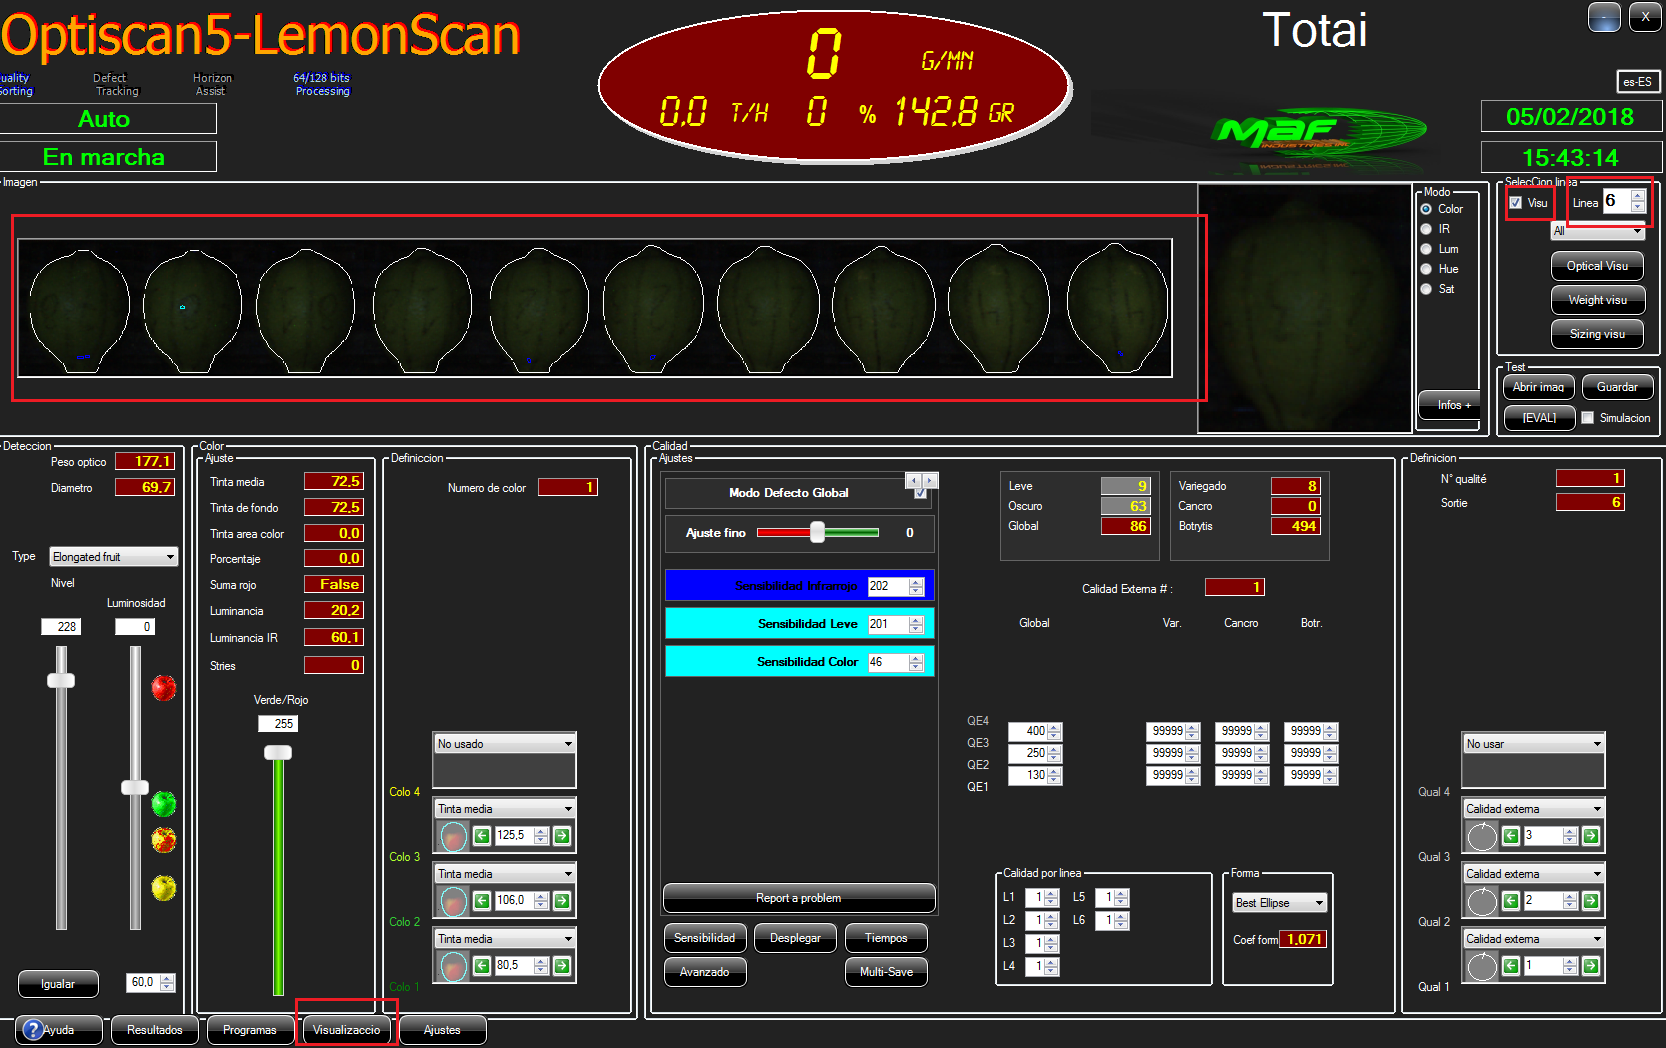 Optiscan5-LemonScan
uality
Sorting
Defect
Tracking
Horizon
Assist
64/128 bits
Processing
Auto
En marcha
0 G/MN
0,0 T/H 0 % 142,8 GR
Totai
- X
es-ES
MAF
INDUSTRIES, INC
05/02/2018
15:43:14
Imagen
Modo
Color
IR
Lum
Hue
Sat
Infos +
SelecCion linea
Visu
Linea 6
All
Optical Visu
Weight visu
Sizing visu
Test
Abrir imag
Guardar
[EVAL]
Simulacion
Deteccion
Peso optico 177,1
Diametro 69,7
Type Elongated fruit
Nivel
Luminosidad
228 0
Igualar 60,0
Color
Ajuste
Tinta media 72,5
Tinta de fondo 72,5
Tinta area color 0,0
Porcentaje 0,0
Suma rojo False
Luminancia 20,2
Luminancia IR 60,1
Stries 0
Verde/Rojo
255
Definiccion
Numero de color 1
No usado
Colo 4
Tinta media
125,5
Colo 3
Tinta media
106,0
Colo 2
Tinta media
80,5
Colo 1
Calidad
Ajustes
Modo Defecto Global
Ajuste fino 0
Sensibilidad Infrarrojo 202
Sensibilidad Leve 201
Sensibilidad Color 46
Report a problem
Sensibilidad Desplegar Tiempos
Avanzado Multi-Save
Leve 9
Oscuro 63
Global 86
Variegado 8
Cancro 0
Botrytis 494
Calidad Externa # : 1
Global Var. Cancro Botr.
QE4
400 99999 99999 99999
QE3
250 99999 99999 99999
QE2
130 99999 99999 99999
QE1
Calidad por linea
L1 1 L5 1
L2 1 L6 1
L3 1
L4 1
Forma
Best Ellipse
Coef form 1,071
Definicion
N° qualité 1
Sortie 6
No usar
Qual 4
Calidad externa
3
Qual 3
Calidad externa
2
Qual 2
Calidad externa
1
Qual 1
? Ayuda Resultados Programas Visualizaccio Ajustes